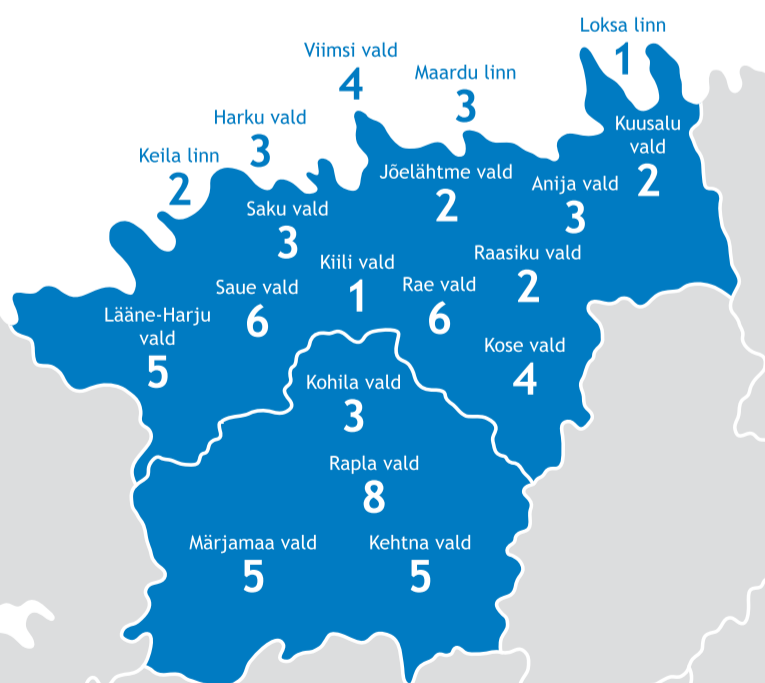 Loksa linn
1
Viimsi vald
4
Maardu linn
3
Harku vald
3
Kuusalu
vald
2
Keila linn
2
Jõelähtme vald
2
Anija vald
3
Saku vald
3
Raasiku vald
2
Kiili vald
1
Saue vald
6
Rae vald
6
Lääne-Harju
vald
5
Kose vald
4
Kohila vald
3
Rapla vald
8
Märjamaa vald
5
Kehtna vald
5